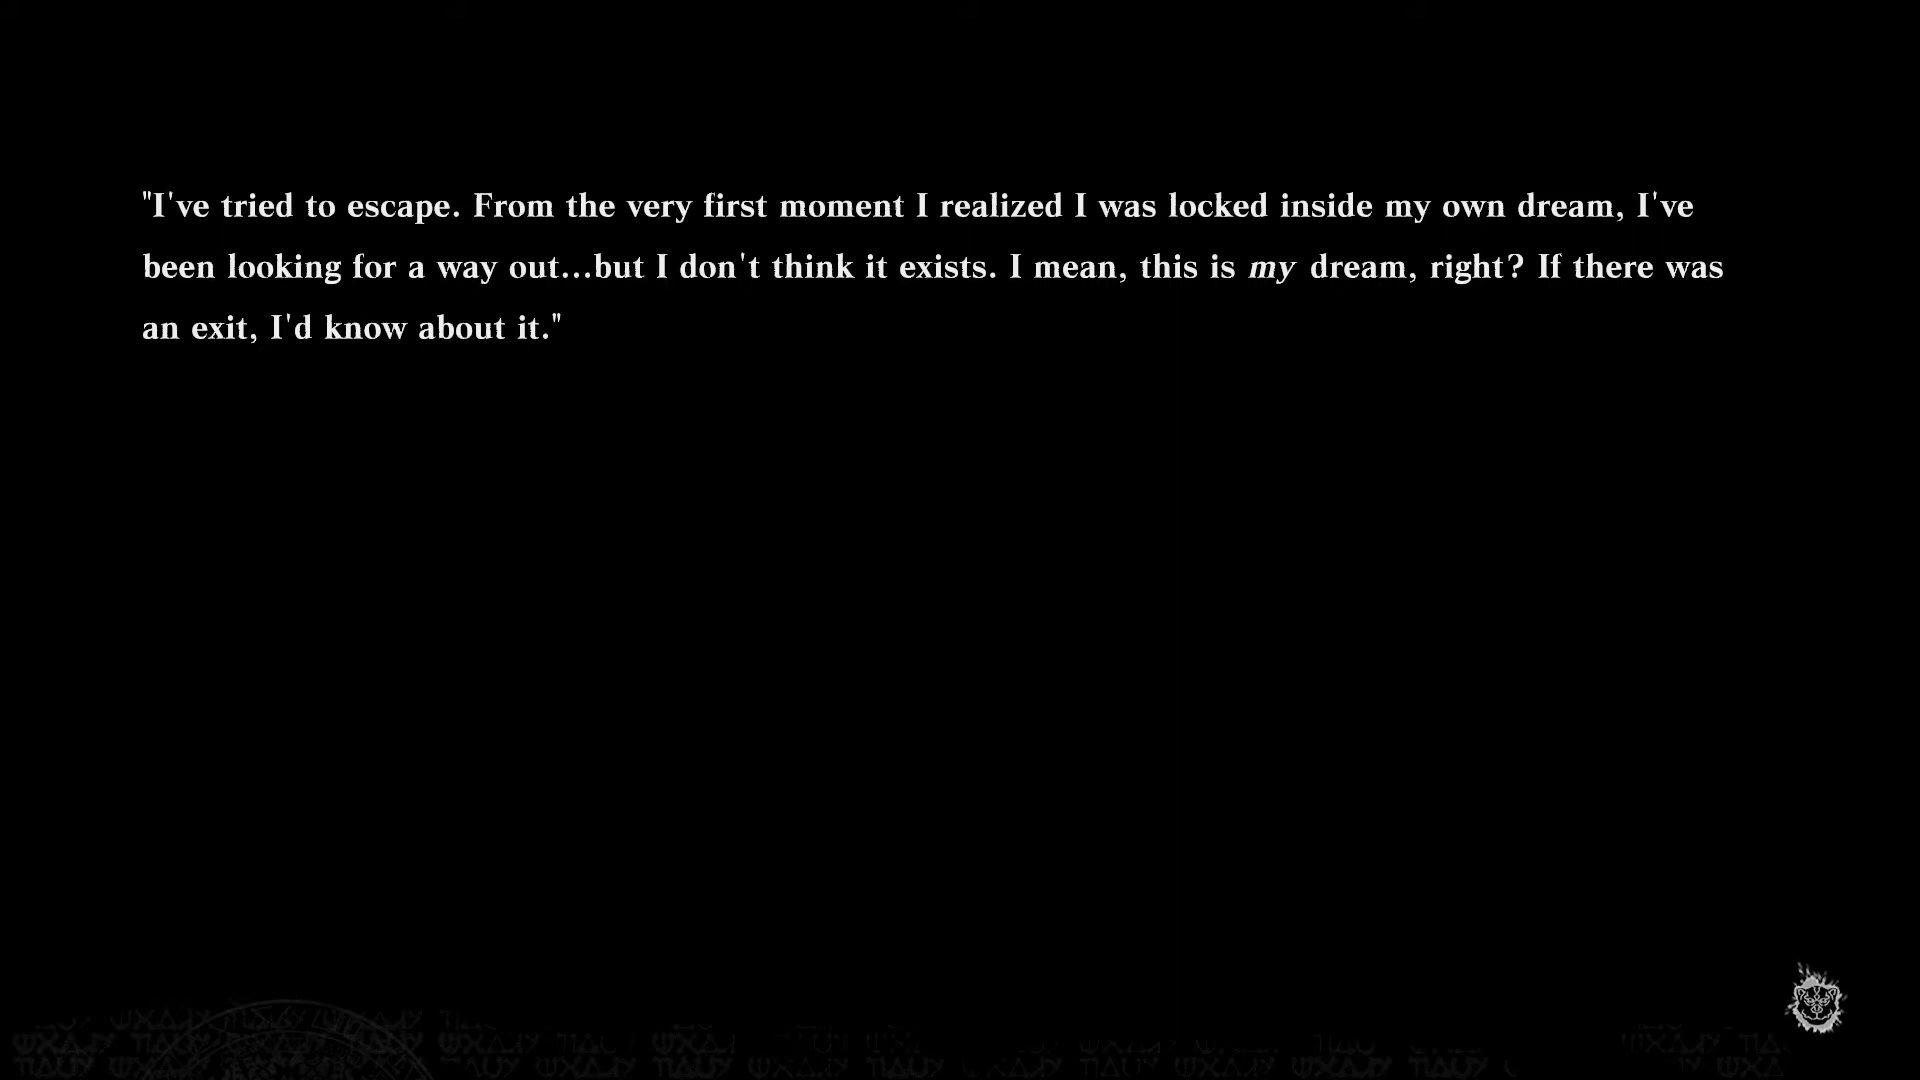 "I've tried to escape. From the very first moment I realized I was locked inside my own dream, I've
been looking for a way out...but I don't think it exists. I mean, this is my dream, right? If there was
an exit, I'd know about it."